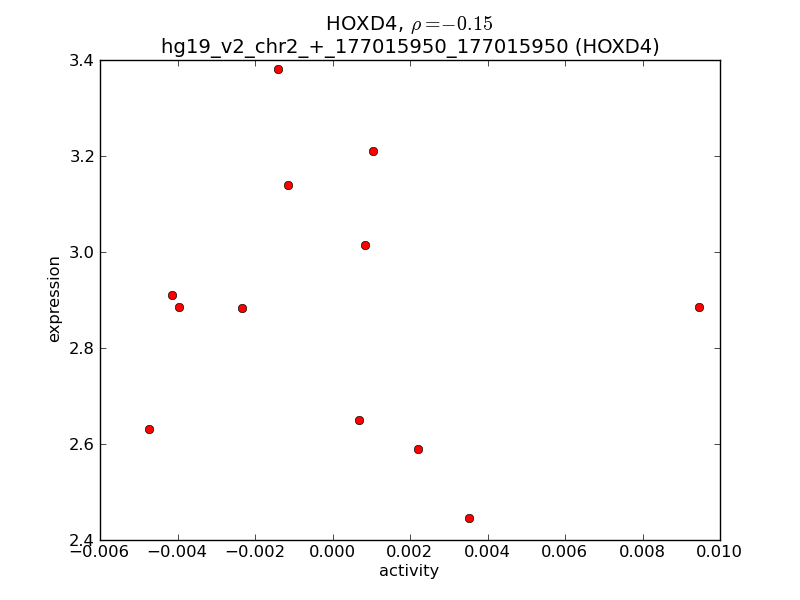 HOXD4, ρ=−0.15
hg19_v2_chr2_+_177015950_177015950 (HOXD4)
3.4
3.2
3.0
2.8
2.6
2.4
expression
−0.006 −0.004 −0.002 0.000 0.002 0.004 0.006 0.008 0.010
activity